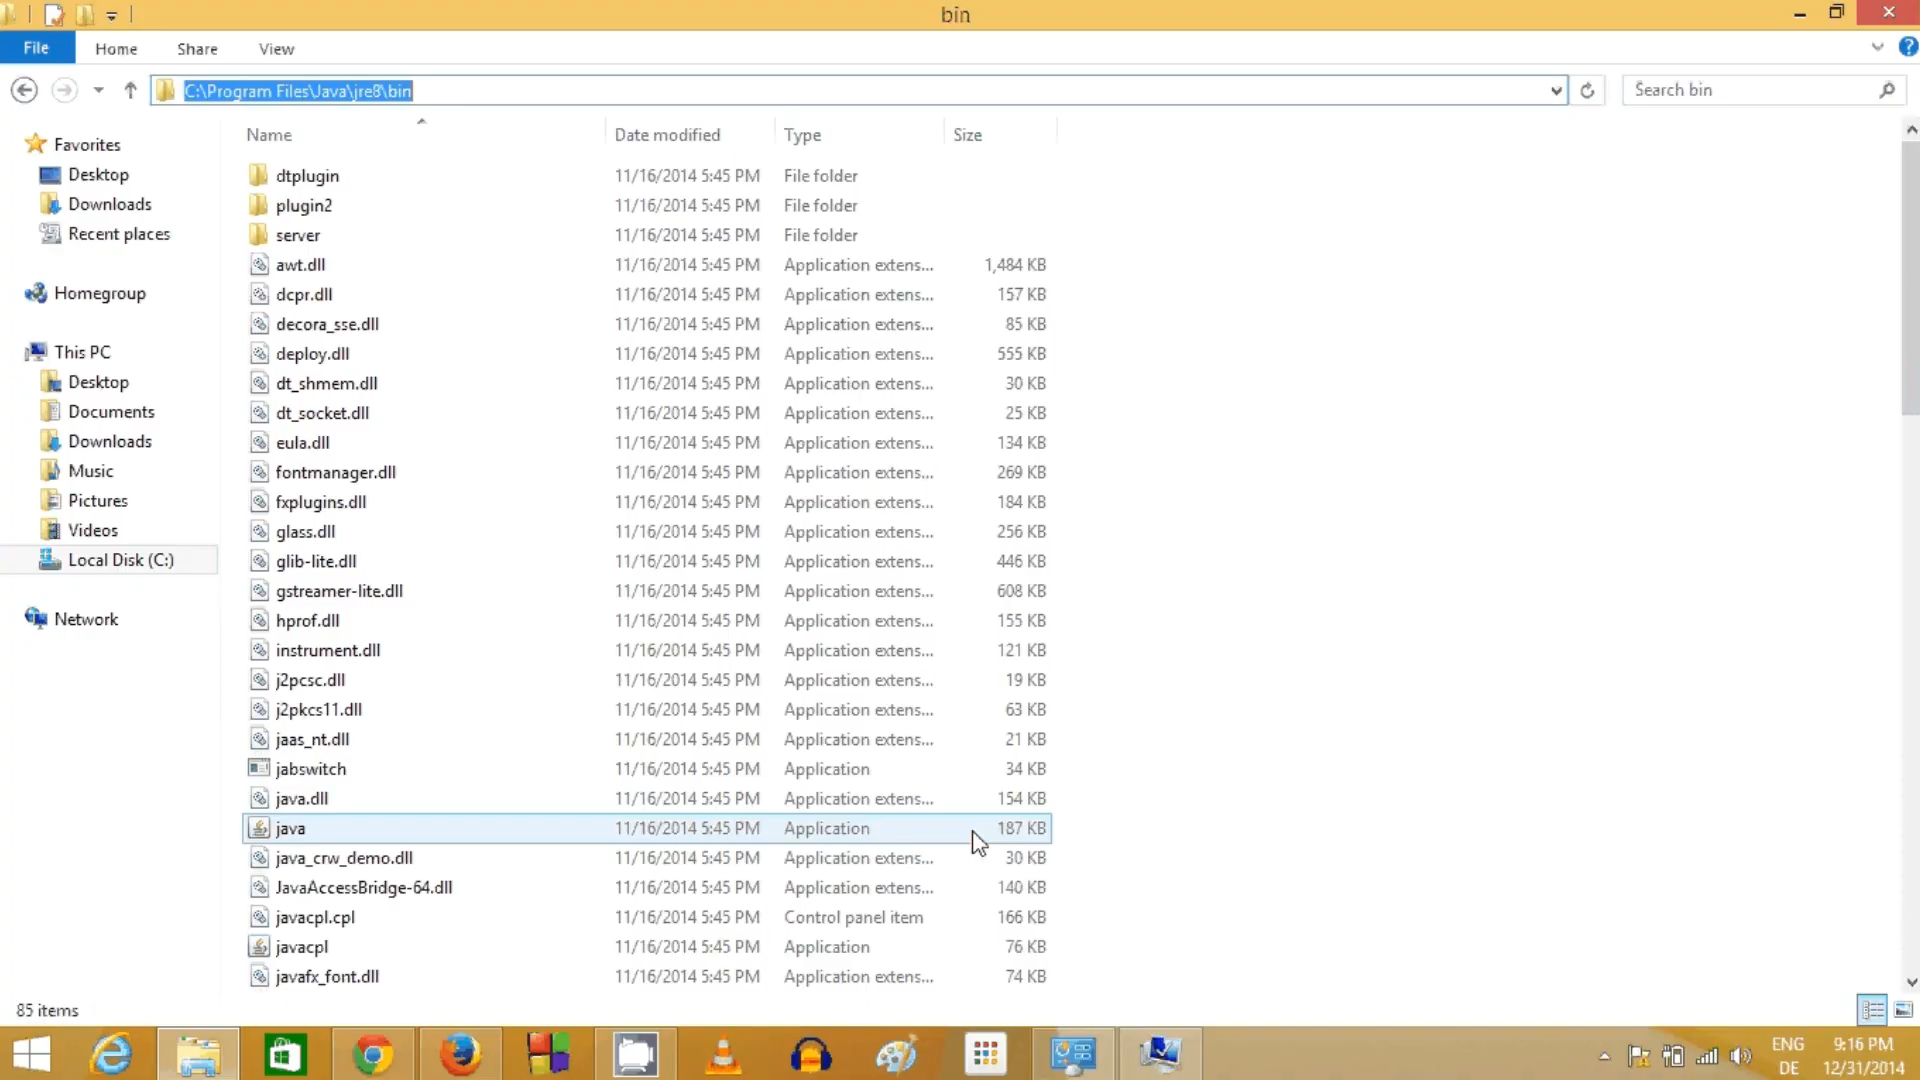 bin
File Home Share View
C:\Program Files\Java\jre8\bin Search bin
Name Date modified Type Size
Favorites
Desktop
Downloads
Recent places
Homegroup
This PC
Desktop
Documents
Downloads
Music
Pictures
Videos
Local Disk (C:)
Network
dtplugin 11/16/2014 5:45 PM File folder
plugin2 11/16/2014 5:45 PM File folder
server 11/16/2014 5:45 PM File folder
awt.dll 11/16/2014 5:45 PM Application extens... 1,484 KB
dcpr.dll 11/16/2014 5:45 PM Application extens... 157 KB
decora_sse.dll 11/16/2014 5:45 PM Application extens... 85 KB
deploy.dll 11/16/2014 5:45 PM Application extens... 555 KB
dt_shmem.dll 11/16/2014 5:45 PM Application extens... 30 KB
dt_socket.dll 11/16/2014 5:45 PM Application extens... 25 KB
eula.dll 11/16/2014 5:45 PM Application extens... 134 KB
fontmanager.dll 11/16/2014 5:45 PM Application extens... 269 KB
fxplugins.dll 11/16/2014 5:45 PM Application extens... 184 KB
glass.dll 11/16/2014 5:45 PM Application extens... 256 KB
glib-lite.dll 11/16/2014 5:45 PM Application extens... 446 KB
gstreamer-lite.dll 11/16/2014 5:45 PM Application extens... 608 KB
hprof.dll 11/16/2014 5:45 PM Application extens... 155 KB
instrument.dll 11/16/2014 5:45 PM Application extens... 121 KB
j2pcsc.dll 11/16/2014 5:45 PM Application extens... 19 KB
j2pkcs11.dll 11/16/2014 5:45 PM Application extens... 63 KB
jaas_nt.dll 11/16/2014 5:45 PM Application extens... 21 KB
jabswitch 11/16/2014 5:45 PM Application 34 KB
java.dll 11/16/2014 5:45 PM Application extens... 154 KB
java 11/16/2014 5:45 PM Application 187 KB
java_crw_demo.dll 11/16/2014 5:45 PM Application extens... 30 KB
JavaAccessBridge-64.dll 11/16/2014 5:45 PM Application extens... 140 KB
javacpl.cpl 11/16/2014 5:45 PM Control panel item 166 KB
javacpl 11/16/2014 5:45 PM Application 76 KB
javafx_font.dll 11/16/2014 5:45 PM Application extens... 74 KB
85 items
ENG 9:16 PM
DE 12/31/2014